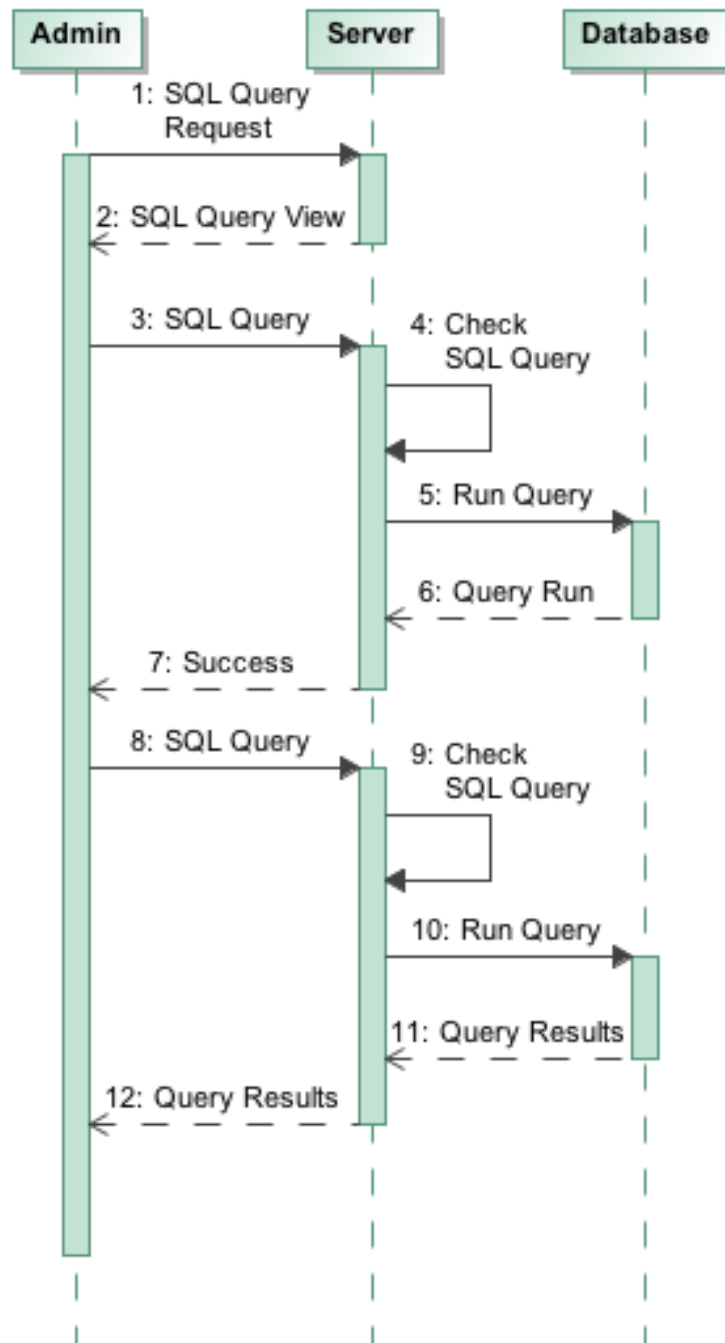 Admin
Server
Database
1: SQL Query
Request
2: SQL Query View
3: SQL Query
4: Check
SQL Query
5: Run Query
6: Query Run
7: Success
8: SQL Query
9: Check
SQL Query
10: Run Query
11: Query Results
12: Query Results